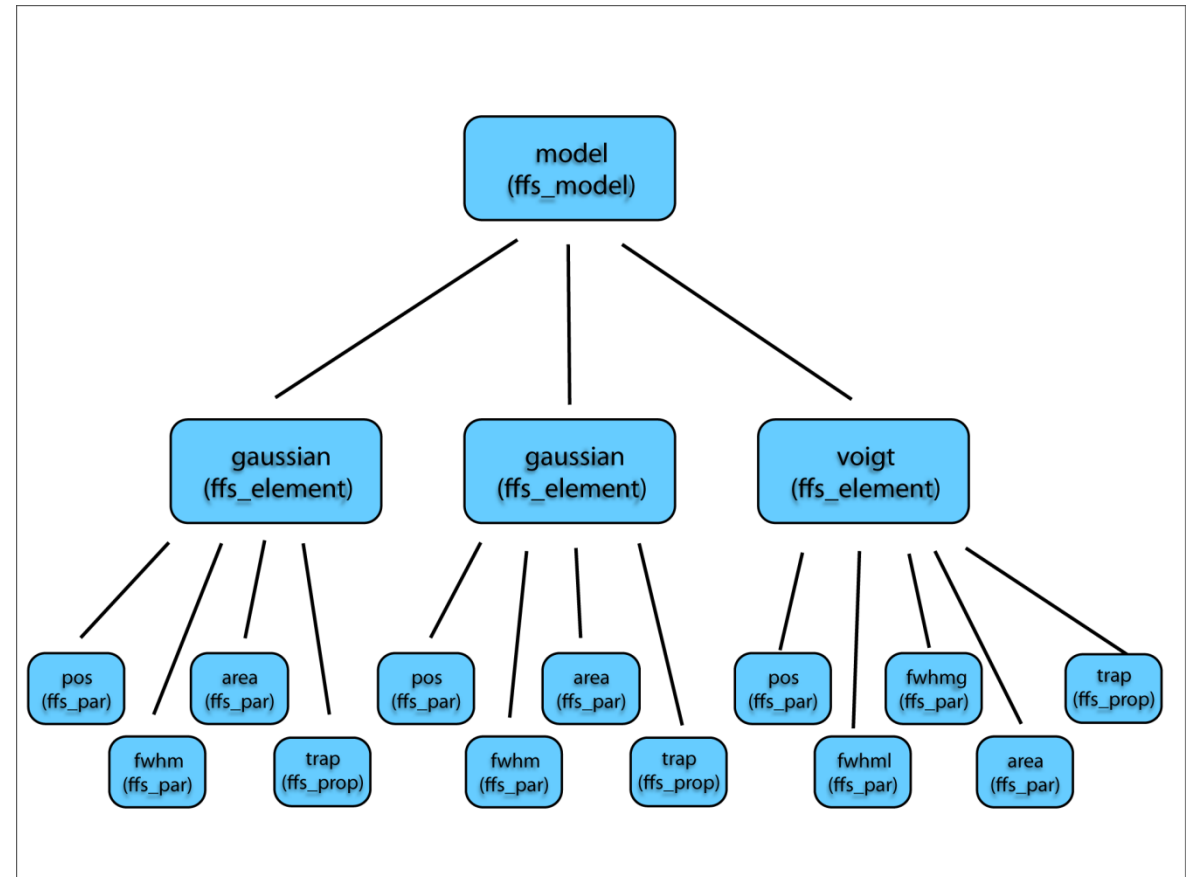 model
(ffs_model)
gaussian
(ffs_element)
gaussian
(ffs_element)
voigt
(ffs_element)
pos
(ffs_par)
fwhm
(ffs_par)
area
(ffs_par)
trap
(ffs_prop)
pos
(ffs_par)
fwhm
(ffs_par)
area
(ffs_par)
trap
(ffs_prop)
pos
(ffs_par)
fwhml
(ffs_par)
fwhmg
(ffs_par)
area
(ffs_par)
trap
(ffs_prop)